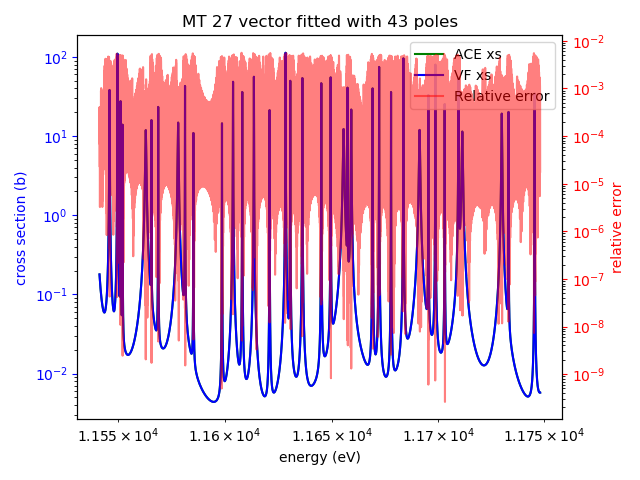 MT 27 vector fitted with 43 poles
ACE xs
VF xs
Relative error
10²
10¹
10⁰
10⁻¹
10⁻²
cross section (b)
10⁻²
10⁻³
10⁻⁴
10⁻⁵
10⁻⁶
10⁻⁷
10⁻⁸
10⁻⁹
relative error
1.155×10⁴ 1.16×10⁴ 1.165×10⁴ 1.17×10⁴ 1.175×10⁴
energy (eV)